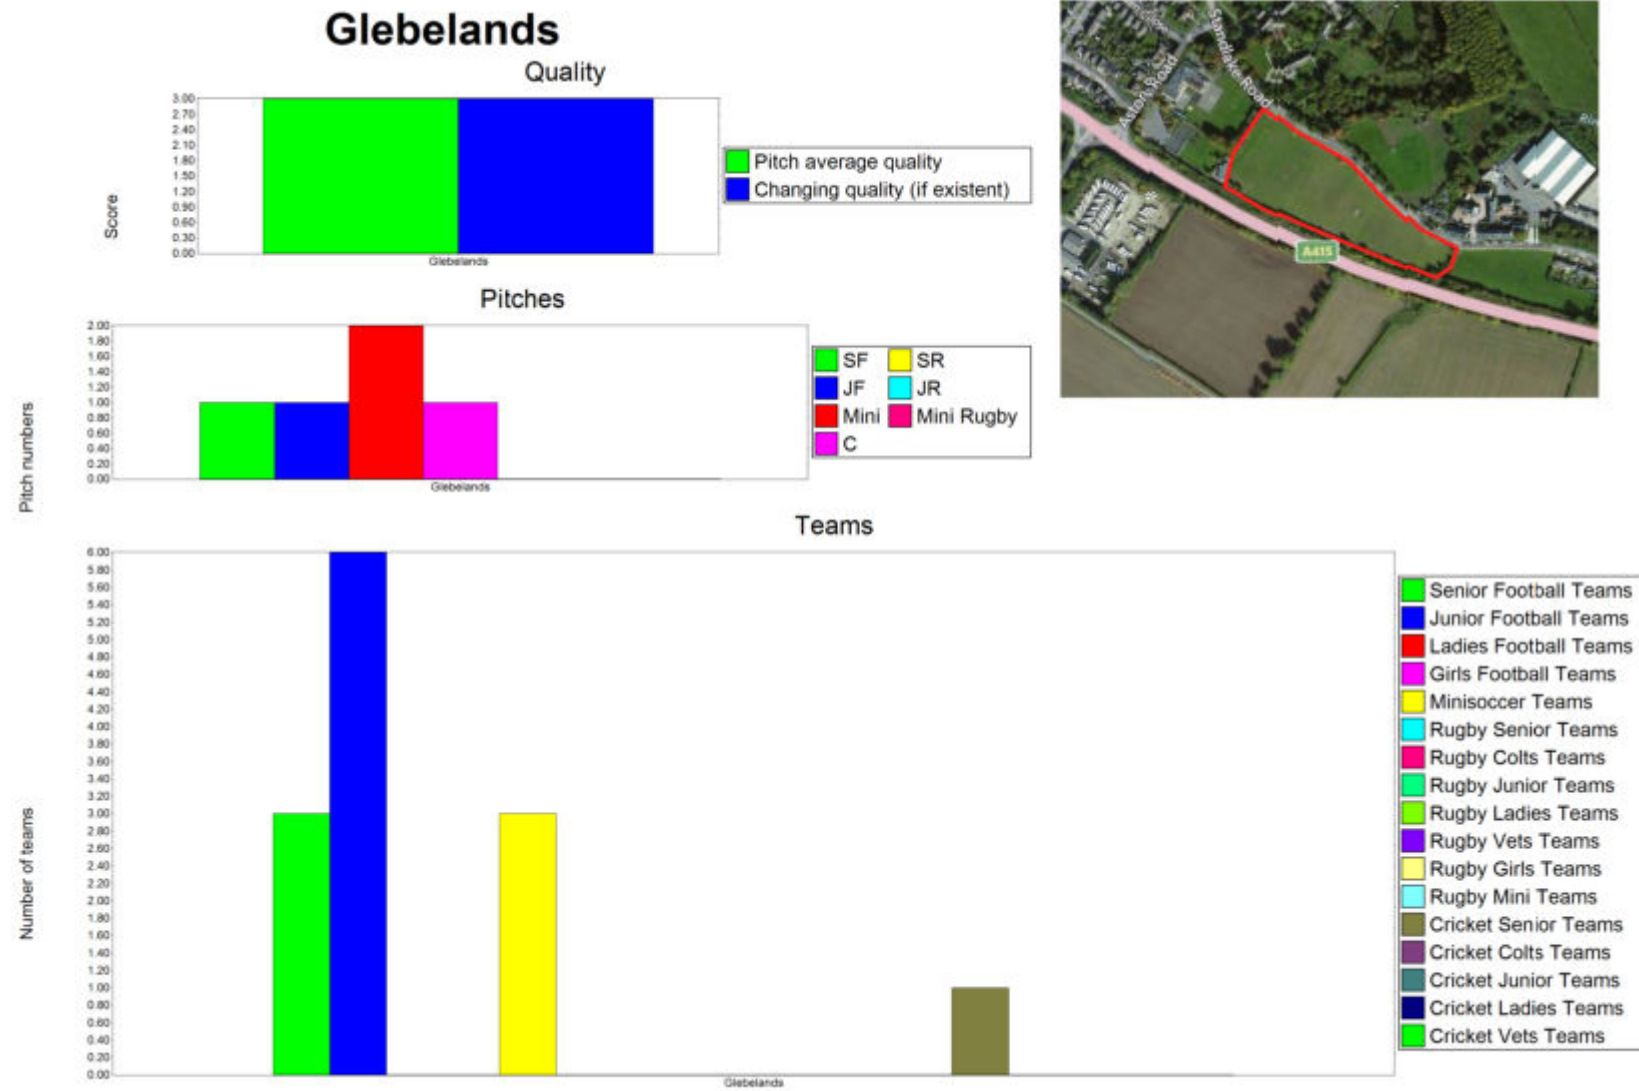 Glebelands
Quality
Score
3.00
2.70
2.40
2.10
1.80
1.50
1.20
0.90
0.60
0.30
0.00
Glebelands
Pitch average quality
Changing quality (if existent)
Aston Road
Road
A415
Pitches
Pitch numbers
2.00
1.80
1.60
1.40
1.20
1.00
0.80
0.60
0.40
0.20
0.00
Glebelands
SF SR
JF JR
Mini Mini Rugby
C
Teams
Number of teams
6.00
5.80
5.60
5.40
5.20
5.00
4.80
4.60
4.40
4.20
4.00
3.80
3.60
3.40
3.20
3.00
2.80
2.60
2.40
2.20
2.00
1.80
1.60
1.40
1.20
1.00
0.80
0.60
0.40
0.20
0.00
Glebelands
Senior Football Teams
Junior Football Teams
Ladies Football Teams
Girls Football Teams
Minisoccer Teams
Rugby Senior Teams
Rugby Colts Teams
Rugby Junior Teams
Rugby Ladies Teams
Rugby Vets Teams
Rugby Girls Teams
Rugby Mini Teams
Cricket Senior Teams
Cricket Colts Teams
Cricket Junior Teams
Cricket Ladies Teams
Cricket Vets Teams